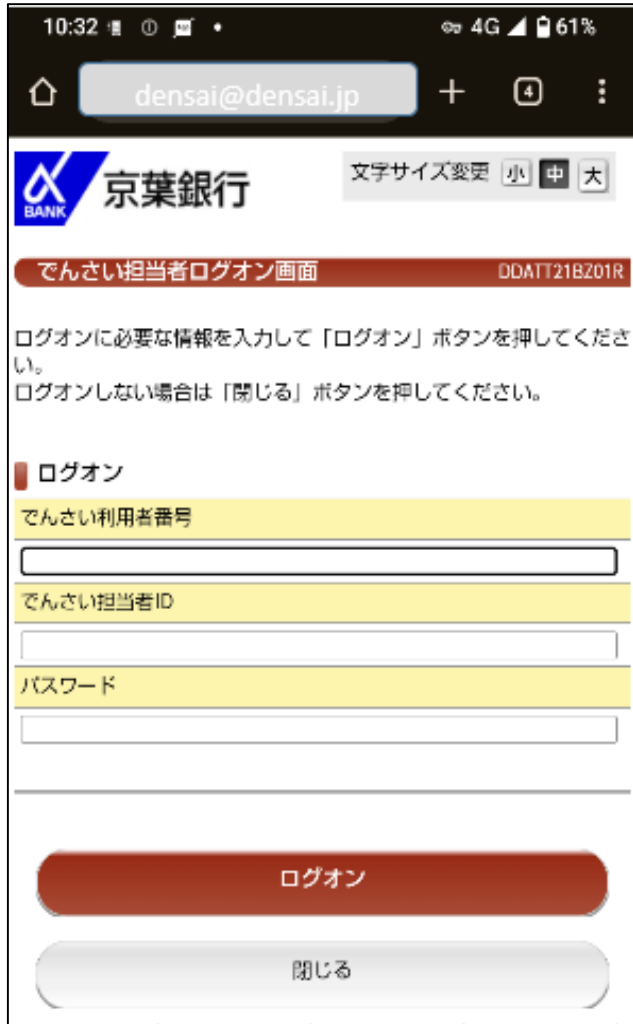 10:32
4G 61%
densai@densai.jp
4
BANK 京葉銀行
文字サイズ変更 小 中 大
でんさい担当者ログオン画面 DDATT21BZ01R
ログオンに必要な情報を入力して「ログオン」ボタンを押してくださ
い。
ログオンしない場合は「閉じる」ボタンを押してください。
ログオン
でんさい利用者番号
でんさい担当者ID
パスワード
ログオン
閉じる